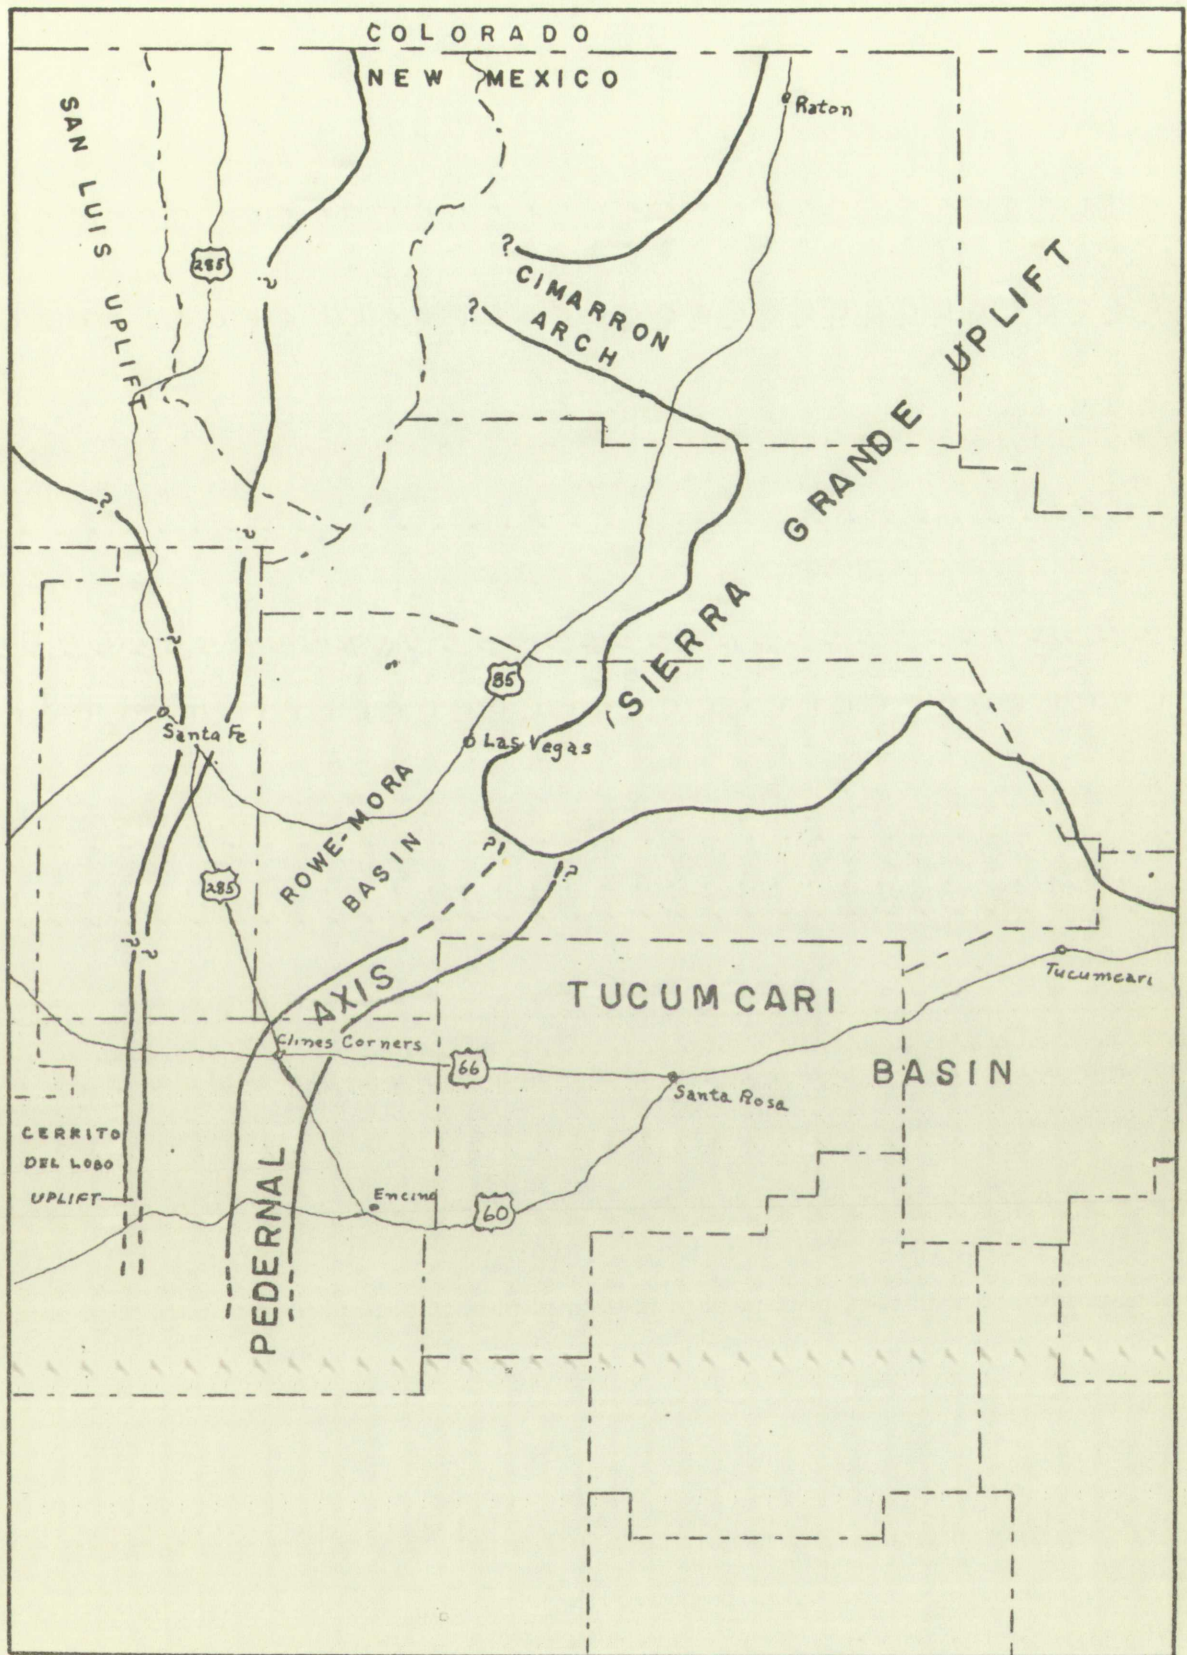 COLORADO
NEW MEXICO
Raton
SAN LUIS UPLIFT
285
?
?
CIMARRON
ARCH
?
SIERRA GRANDE UPLIFT
?
?
?
85
Santa Fe
Las Vegas
ROWE-MORA
BASIN
?
?
285
?
?
AXIS
TUCUMCARI
BASIN
Tucumcari
Clines Corners
66
Santa Rosa
CERRITO
DEL LOBO
UPLIFT
PEDERNAL
Encino
60